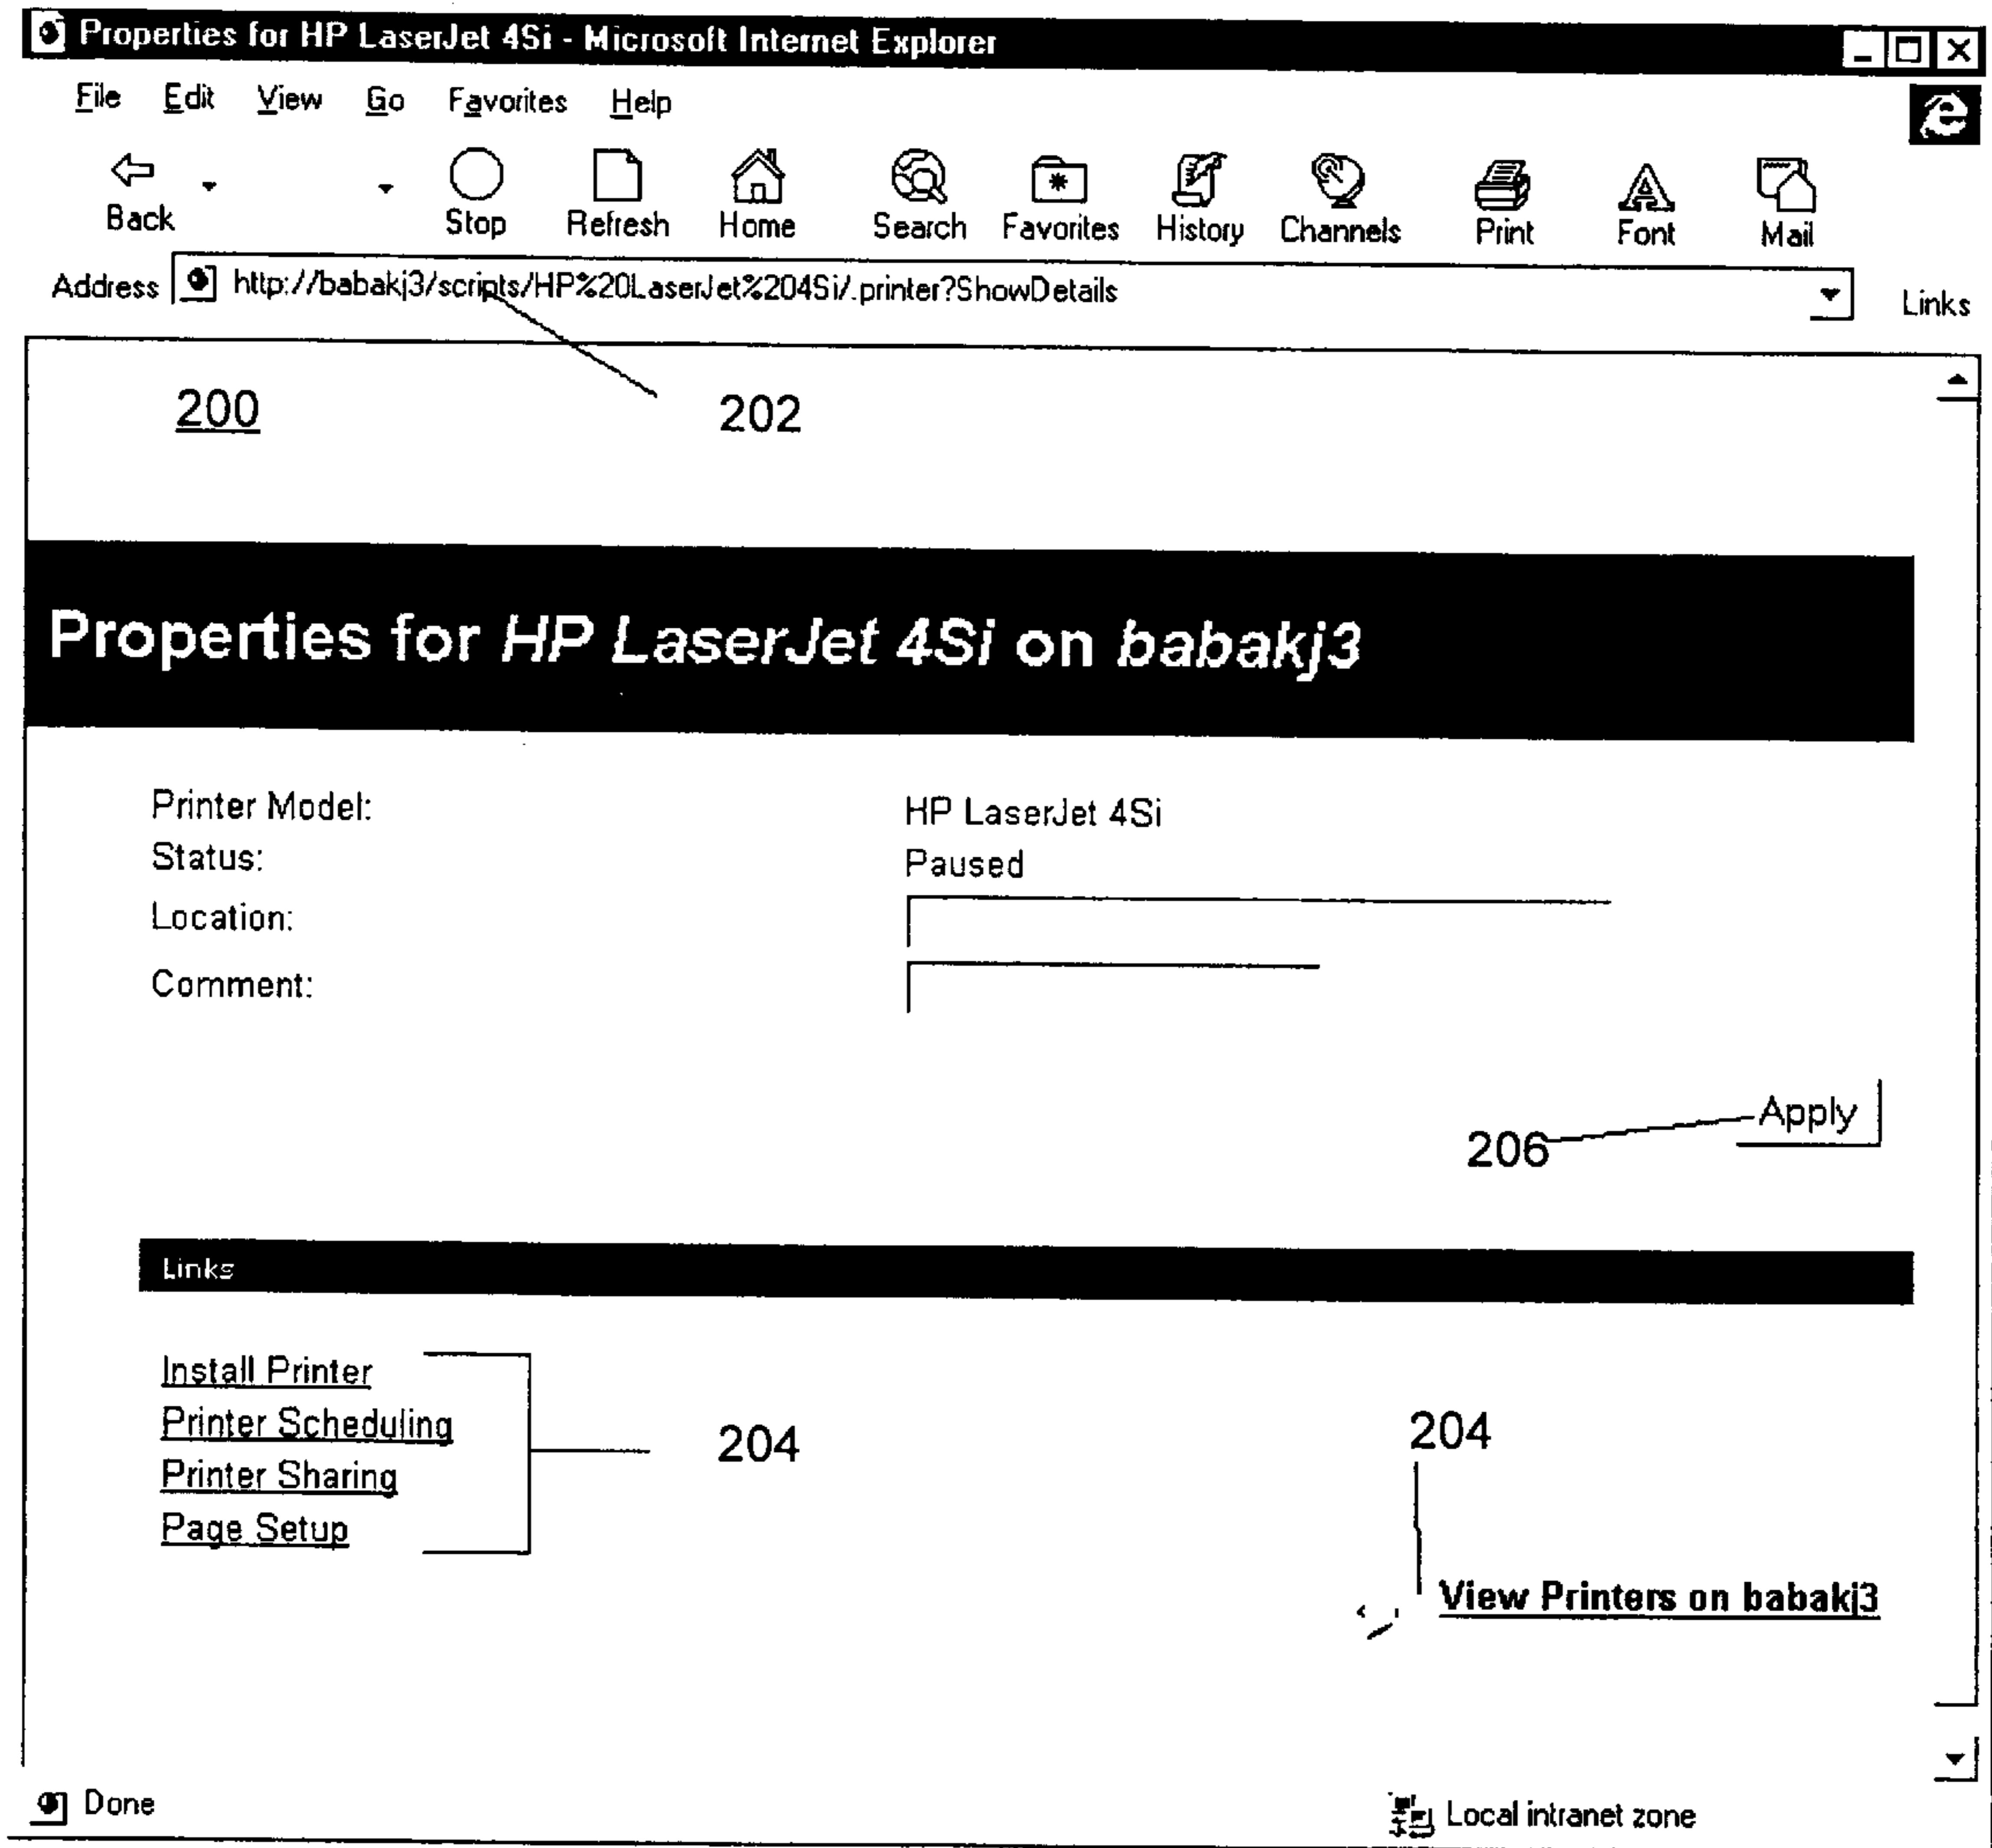 Properties for HP LaserJet 4Si - Microsoft Internet Explorer
File Edit View Go Favorites Help
Back Stop Refresh Home Search Favorites History Channels Print Font Mail
Address http://babakj3/scripts/HP%20LaserJet%204Si/.printer?ShowDetails Links
200 202
Properties for HP LaserJet 4Si on babakj3
Printer Model: HP LaserJet 4Si
Status: Paused
Location:
Comment:
Apply
206
Links
Install Printer
Printer Scheduling
Printer Sharing
Page Setup
204 204
View Printers on babakj3
Done Local intranet zone